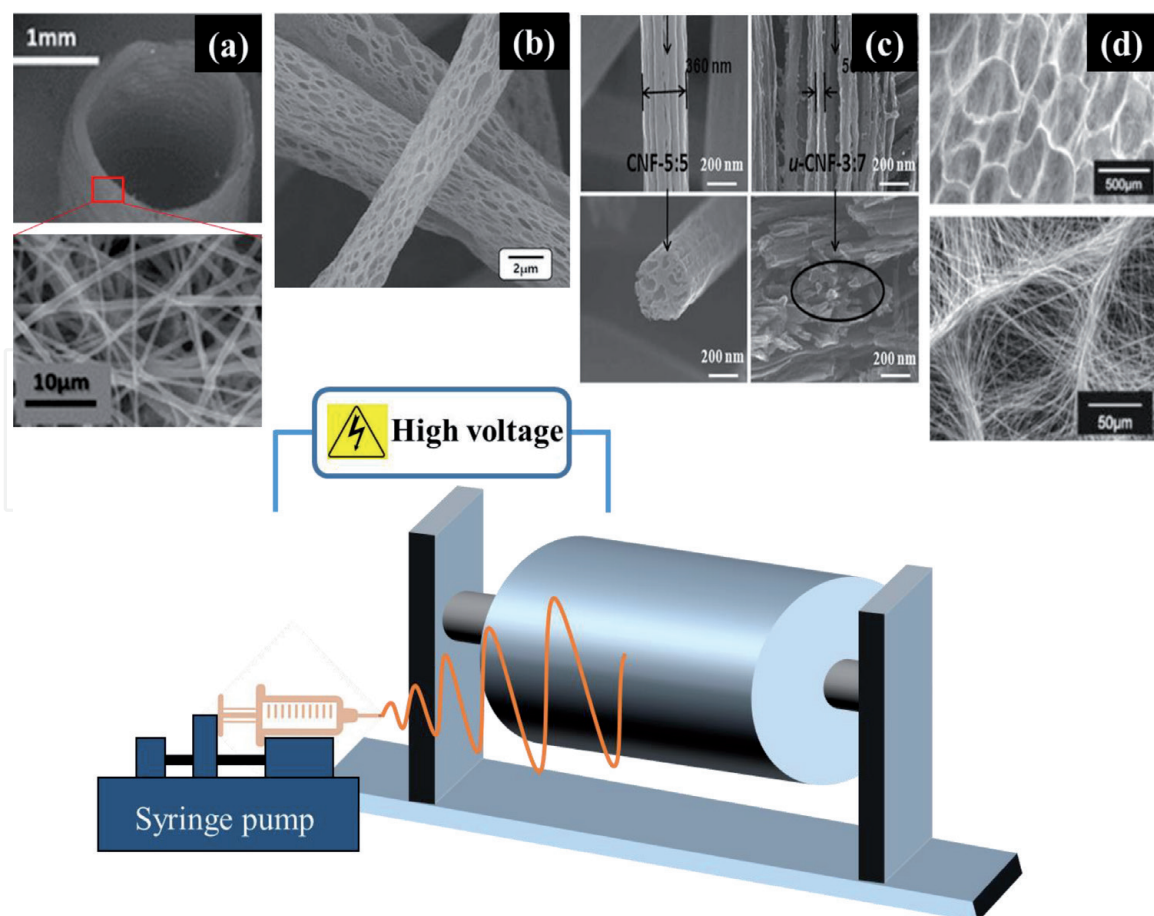 (a)
1mm
10μm
(b)
2μm
(c)
360 nm
200 nm
200 nm
CNF-5:5
u-CNF-3:7
200 nm
200 nm
(d)
500μm
50μm
High voltage
Syringe pump